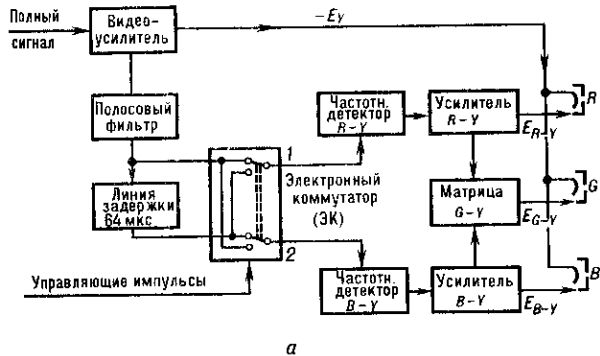 Полный
сигнал
Видео-
усилитель
–E_Y
Полосовый
фильтр
Частотн.
детектор
R–Y
Усилитель
R–Y
E_R–Y
R
1
Электронный
коммутатор
(ЭК)
Линия
задержки
64 мкс
Матрица
G–Y
E_G–Y
G
2
Управляющие импульсы
Частотн.
детектор
B–Y
Усилитель
B–Y
E_B–Y
B
а